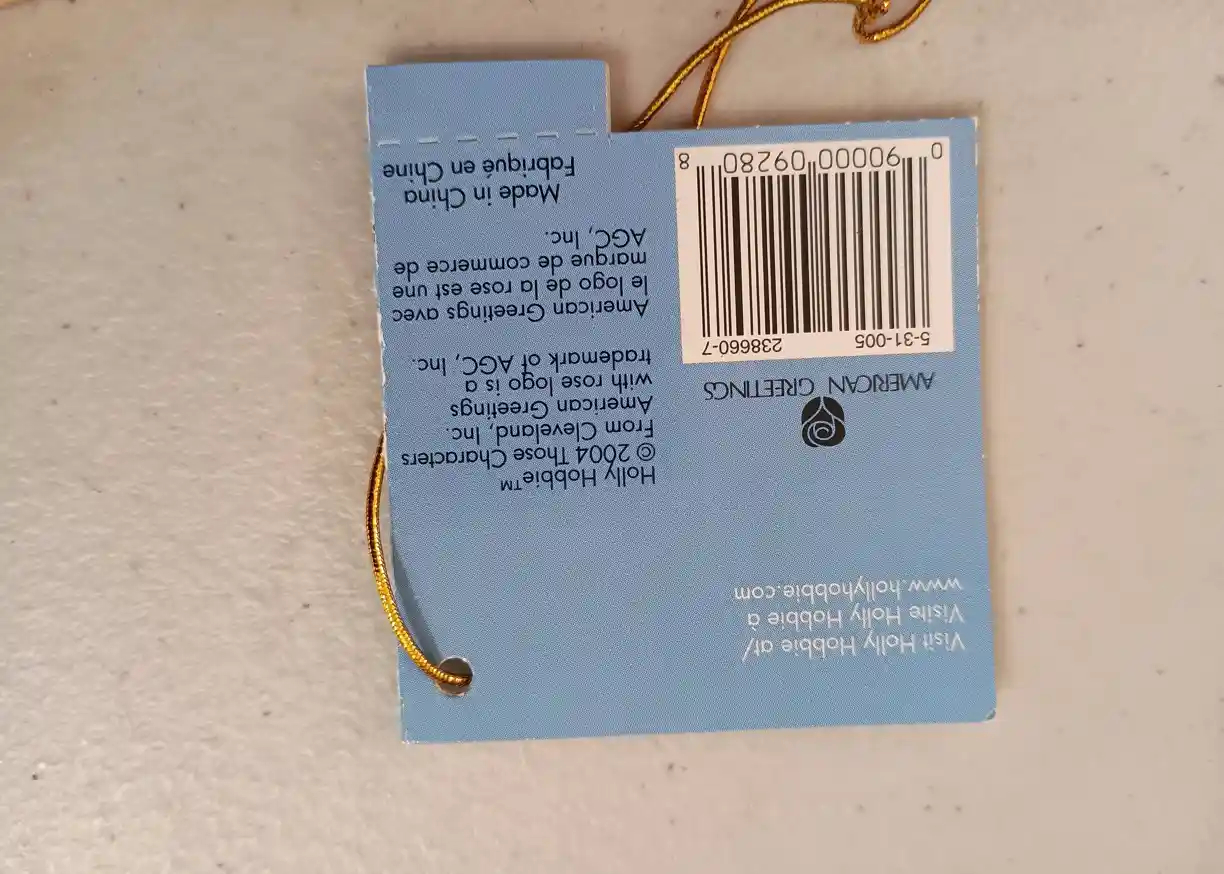 Visit Holly Hobbie at/
Visite Holly Hobbie à
www.hollyhobbie.com
AMERICAN GREETINGS
5-31-005 238660-7
0 90000 09280 8
Holly Hobbie™
© 2004 Those Characters
From Cleveland, Inc.
American Greetings
with rose logo is a
trademark of AGC, Inc.
American Greetings avec
le logo de la rose est une
marque de commerce de
AGC, Inc.
Made in China
Fabriqué en Chine